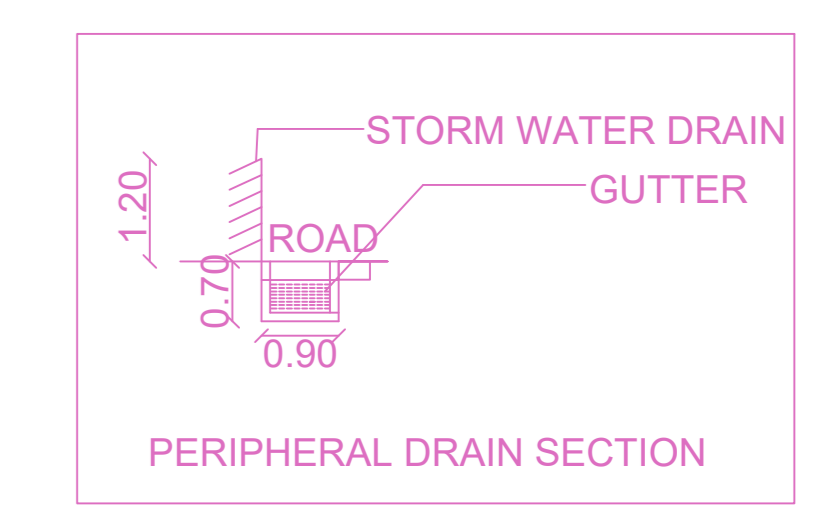 STORM WATER DRAIN
GUTTER
1.20
ROAD
0.70
0.90
PERIPHERAL DRAIN SECTION